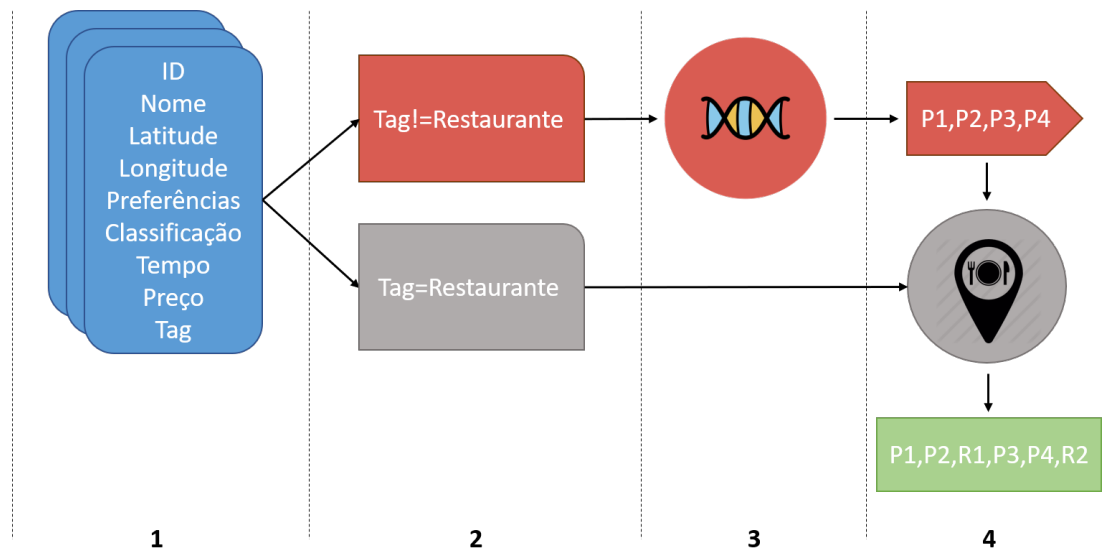 ID
Nome
Latitude
Longitude
Preferências
Classificação
Tempo
Preço
Tag
Tag!=Restaurante
Tag=Restaurante
P1,P2,P3,P4
P1,P2,R1,P3,P4,R2
1
2
3
4